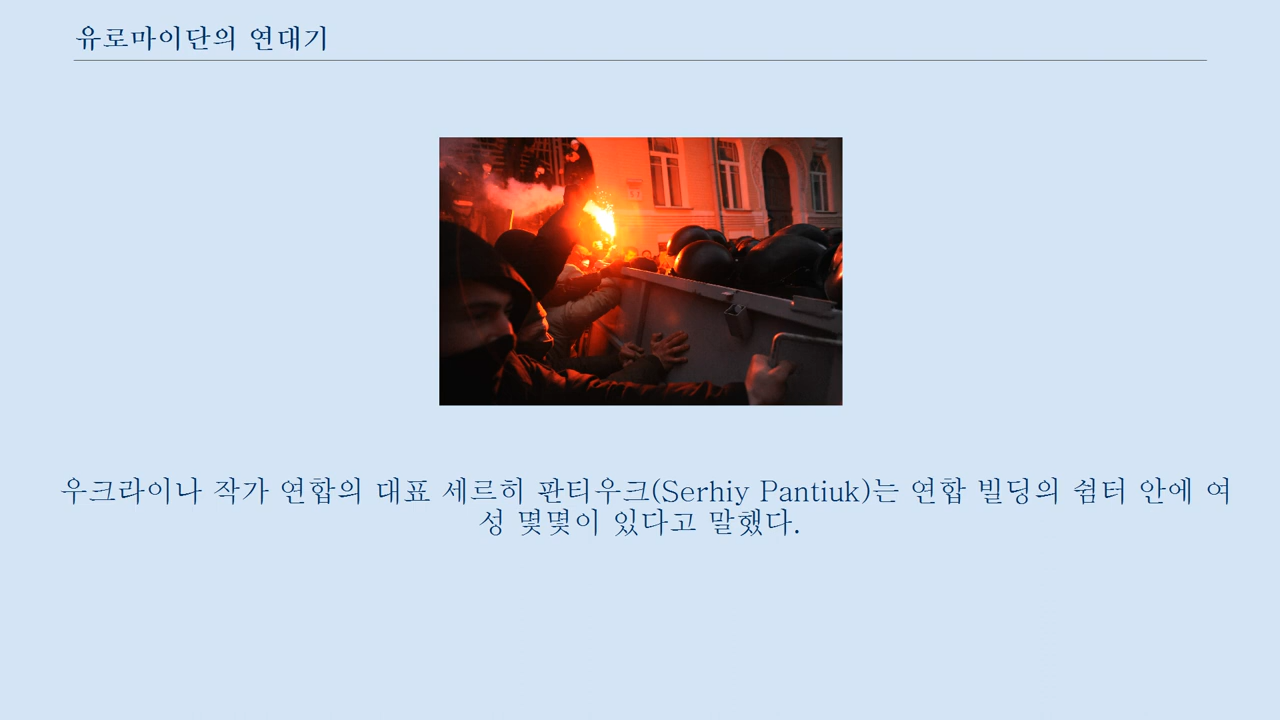 유로마이단의 연대기
우크라이나 작가 연합의 대표 세르히 판티우크(Serhiy Pantiuk)는 연합 빌딩의 쉼터 안에 여
성 몇몇이 있다고 말했다.